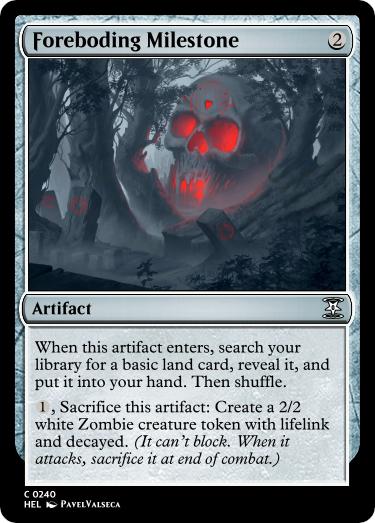 Foreboding Milestone 2
Artifact
When this artifact enters, search your
library for a basic land card, reveal it, and
put it into your hand. Then shuffle.
1, Sacrifice this artifact: Create a 2/2
white Zombie creature token with lifelink
and decayed. (It can't block. When it
attacks, sacrifice it at end of combat.)
C 0240
HEL PavelValseca